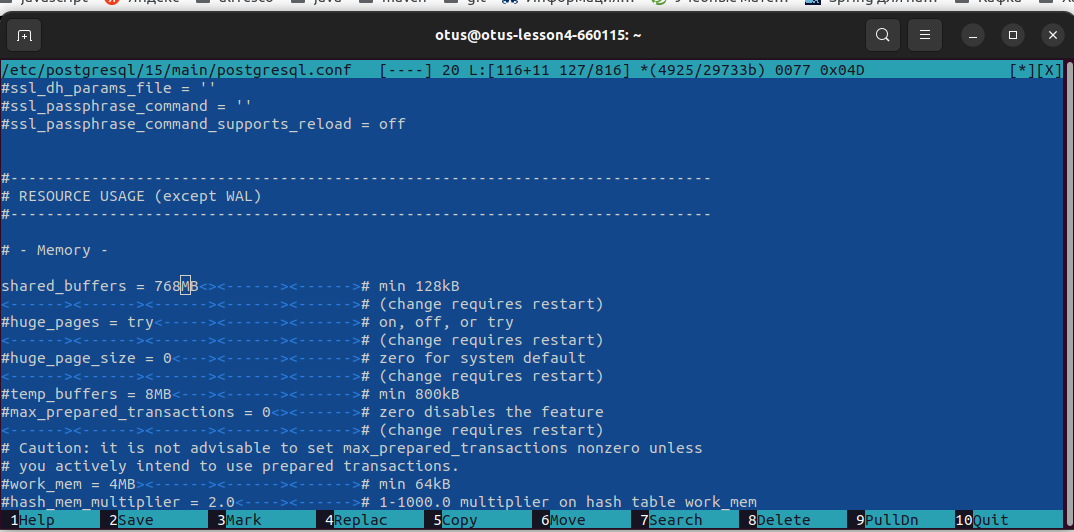 javascript Яндекс java maven git
otus@otus-lesson4-660115: ~
/etc/postgresql/15/main/postgresql.conf   [----] 20 L:[116+11 127/816] *(4925/29733b) 0077 0x04D   [*][X]
#ssl_dh_params_file = ''
#ssl_passphrase_command = ''
#ssl_passphrase_command_supports_reload = off
#------------------------------------------------------------------------------
# RESOURCE USAGE (except WAL)
#------------------------------------------------------------------------------
# - Memory -
shared_buffers = 768MB<><------><------># min 128kB
<------><------><------><------><------># (change requires restart)
#huge_pages = try<------><------><------># on, off, or try
<------><------><------><------><------># (change requires restart)
#huge_page_size = 0<----><------><------># zero for system default
<------><------><------><------><------># (change requires restart)
#temp_buffers = 8MB<----><------><------># min 800kB
#max_prepared_transactions = 0<><------># zero disables the feature
<------><------><------><------><------># (change requires restart)
# Caution: it is not advisable to set max_prepared_transactions nonzero unless
# you actively intend to use prepared transactions.
#work_mem = 4MB><------><------><------># min 64kB
#hash_mem_multiplier = 2.0<----><------># 1-1000.0 multiplier on hash table work_mem
1Help 2Save 3Mark 4Replac 5Copy 6Move 7Search 8Delete 9PullDn 10Quit